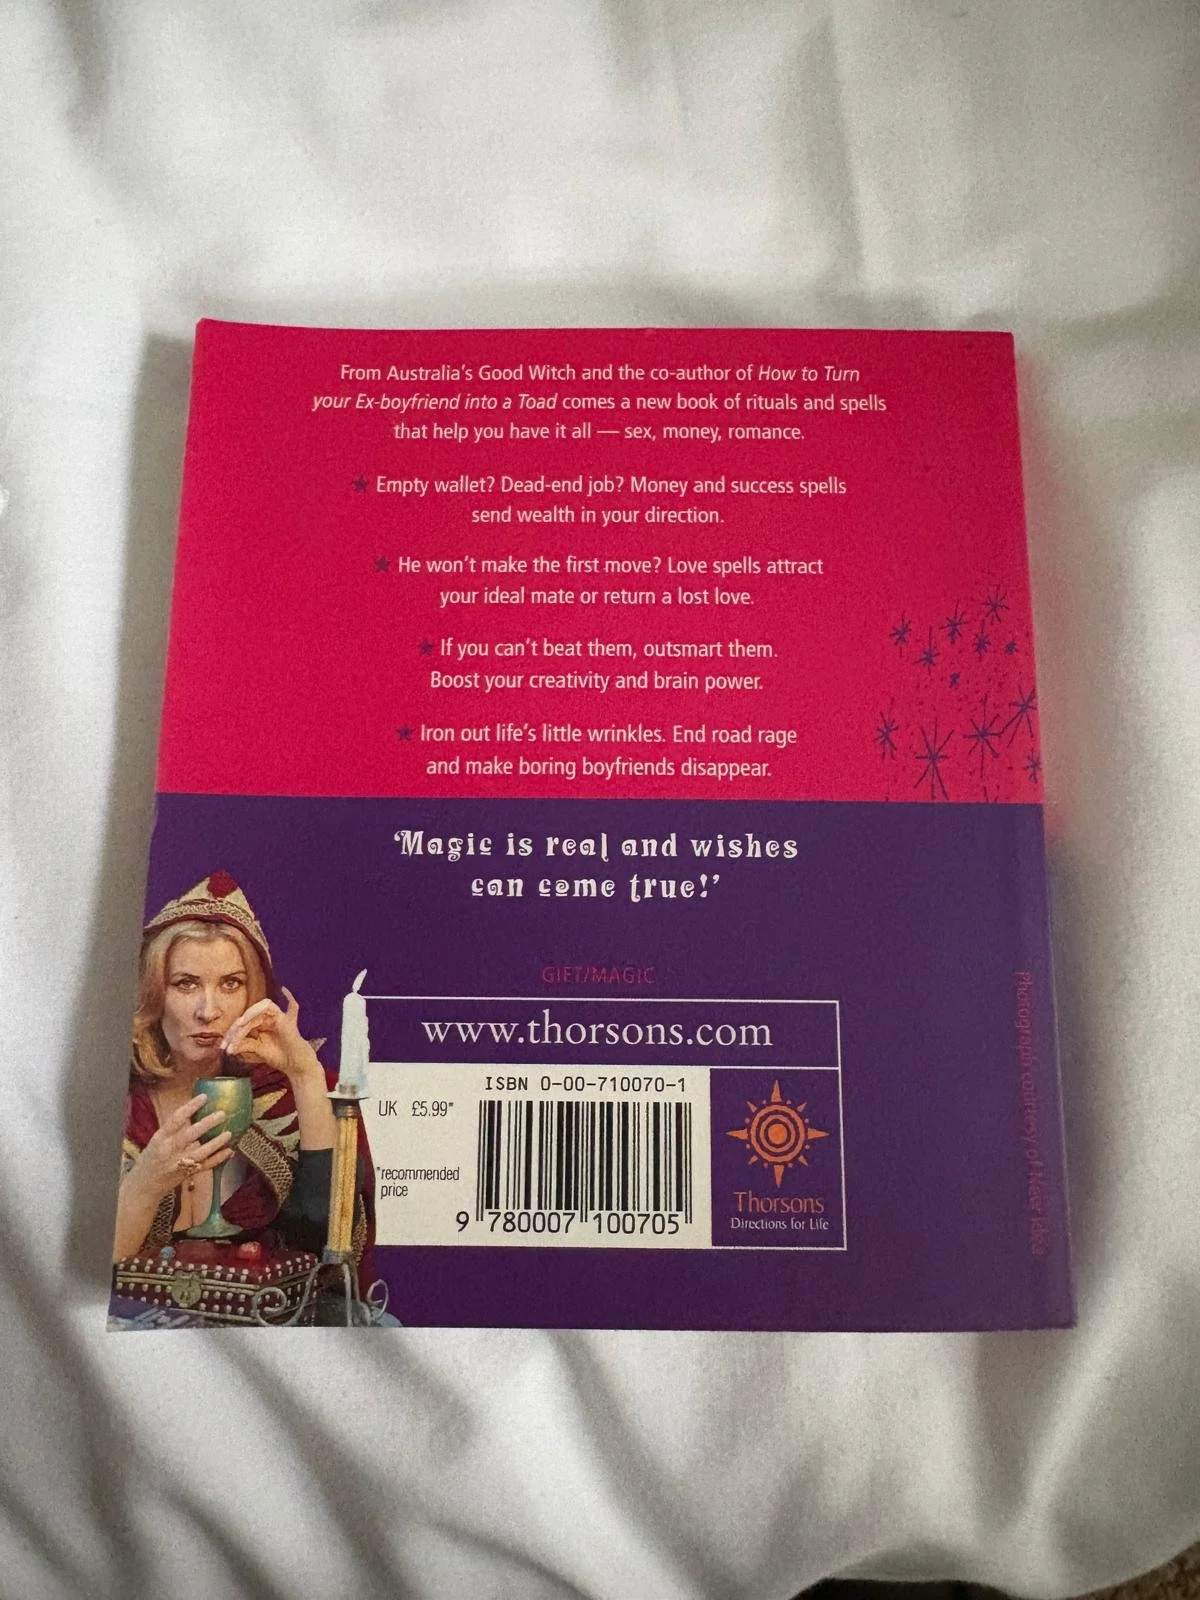 From Australia's Good Witch and the co-author of How to Turn
your Ex-boyfriend into a Toad comes a new book of rituals and spells
that help you have it all — sex, money, romance.
★ Empty wallet? Dead-end job? Money and success spells
send wealth in your direction.
★ He won't make the first move? Love spells attract
your ideal mate or return a lost love.
★ If you can't beat them, outsmart them.
Boost your creativity and brain power.
★ Iron out life's little wrinkles. End road rage
and make boring boyfriends disappear.
'Magic is real and wishes
can come true!'
GIFT/MAGIC
www.thorsons.com
ISBN 0-00-710070-1
UK £5.99*
*recommended
price
9 780007 100705
Thorsons
Directions for Life
Photograph courtesy of New Idea